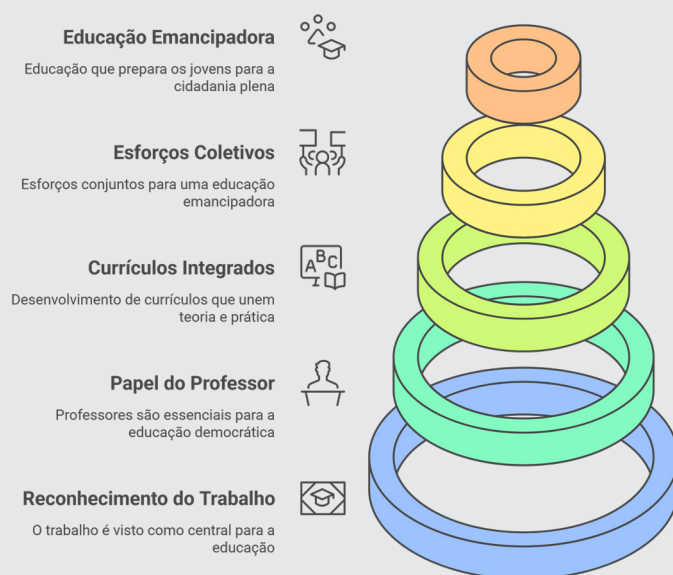 Educação Emancipadora
Educação que prepara os jovens para a
cidadania plena
Esforços Coletivos
Esforços conjuntos para uma educação
emancipadora
ABC
Currículos Integrados
Desenvolvimento de currículos que unem
teoria e prática
Papel do Professor
Professores são essenciais para a
educação democrática
Reconhecimento do Trabalho
O trabalho é visto como central para a
educação